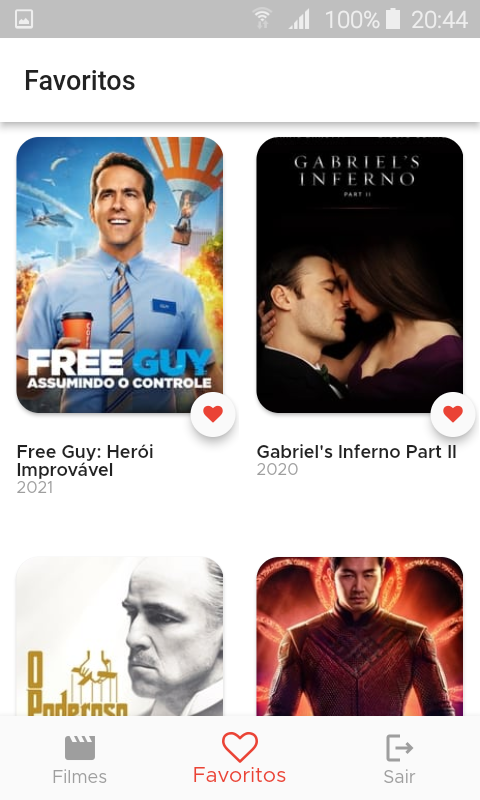 100% 20:44
Favoritos
GABRIEL'S
INFERNO
PART II
GUY
FREE GUY
ASSUMINDO O CONTROLE
Free Guy: Herói
Improvável
2021
Gabriel's Inferno Part II
2020
O
Poderoso
Filmes
Favoritos
Sair